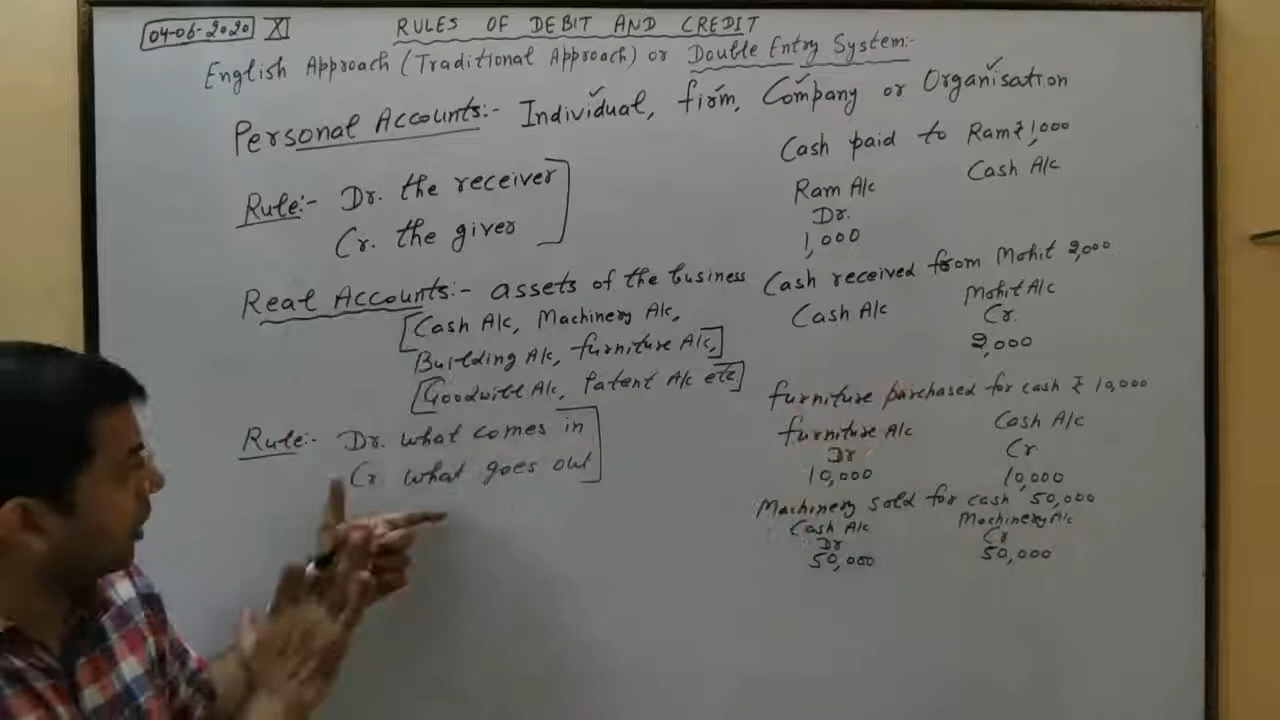 04-06-2020 XI
RULES OF DEBIT AND CREDIT
English Approach (Traditional Approach) or Double Entry System:-
Personal Accounts:- Individual, firm, Company or Organisation
Rule:- Dr. the receiver
Cr. the giver
Real Accounts:- assets of the business
[Cash A/c, Machinery A/c,
Building A/c, furniture A/c,]
[Goodwill A/c, Patent A/c etc]
Rule:- Dr. what comes in
Cr. what goes out
Cash paid to Ram ₹ 1,000
Ram A/c Cash A/c
Dr.
1,000
Cash received from Mohit 2,000
Cash A/c Mohit A/c
Cr.
2,000
furniture purchased for cash ₹ 10,000
furniture A/c Cash A/c
Dr Cr.
10,000 10,000
Machinery sold for cash 50,000
Cash A/c Machinery A/c
Dr Cr
50,000 50,000